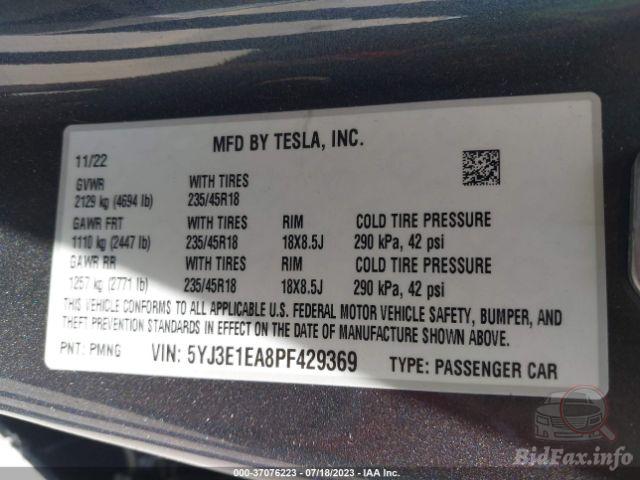 MFD BY TESLA, INC.
11/22
GVWR WITH TIRES
2129 kg (4694 lb) 235/45R18
GAWR FRT WITH TIRES RIM COLD TIRE PRESSURE
1110 kg (2447 lb) 235/45R18 18X8.5J 290 kPa, 42 psi
GAWR RR WITH TIRES RIM COLD TIRE PRESSURE
1257 kg (2771 lb) 235/45R18 18X8.5J 290 kPa, 42 psi
THIS VEHICLE CONFORMS TO ALL APPLICABLE U.S. FEDERAL MOTOR VEHICLE SAFETY, BUMPER, AND
THEFT PREVENTION STANDARDS IN EFFECT ON THE DATE OF MANUFACTURE SHOWN ABOVE.
PNT: PMNG VIN: 5YJ3E1EA8PF429369 TYPE: PASSENGER CAR
BidFax.info
000-37076223 - 07/18/2023 - IAA Inc.